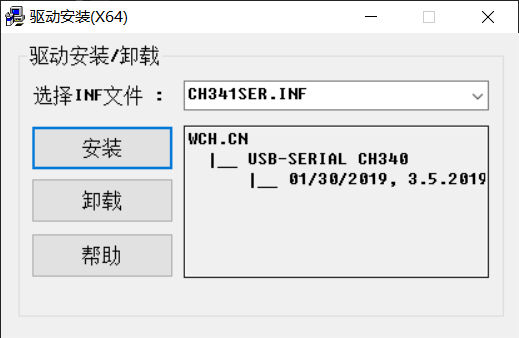 驱动安装(X64)
驱动安装/卸载
选择INF文件 :
CH341SER.INF
安装
卸载
帮助
WCH.CN
|__ USB-SERIAL CH340
|__ 01/30/2019, 3.5.2019